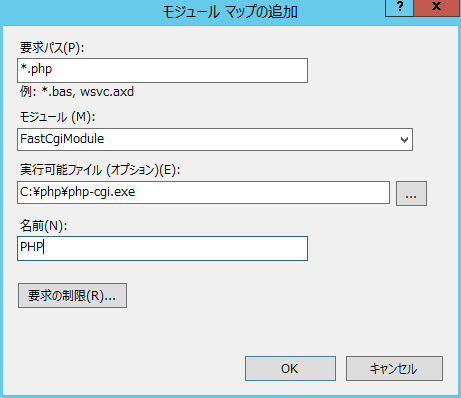 モジュール マップの追加
? x
要求パス(P):
*.php
例: *.bas, wsvc.axd
モジュール (M):
FastCgiModule
実行可能ファイル (オプション)(E):
C:¥php¥php-cgi.exe
...
名前(N):
PHP
要求の制限(R)...
OK
キャンセル